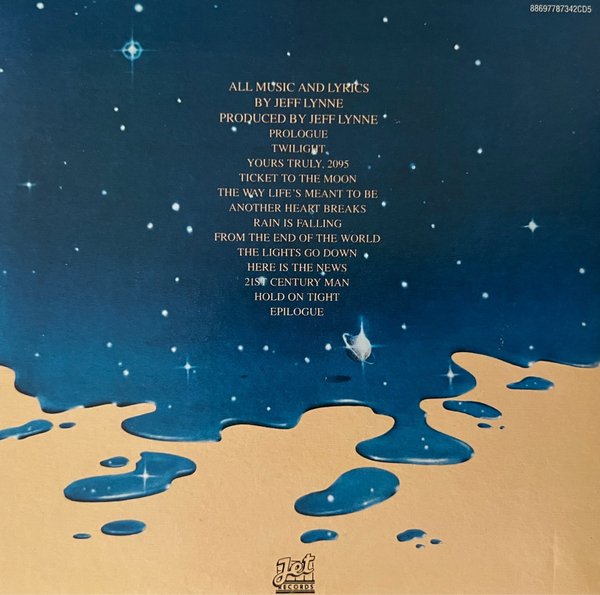 88697787342CD5
ALL MUSIC AND LYRICS
BY JEFF LYNNE
PRODUCED BY JEFF LYNNE
PROLOGUE
TWILIGHT
YOURS TRULY, 2095
TICKET TO THE MOON
THE WAY LIFE'S MEANT TO BE
ANOTHER HEART BREAKS
RAIN IS FALLING
FROM THE END OF THE WORLD
THE LIGHTS GO DOWN
HERE IS THE NEWS
21ST CENTURY MAN
HOLD ON TIGHT
EPILOGUE
Jet
RECORDS